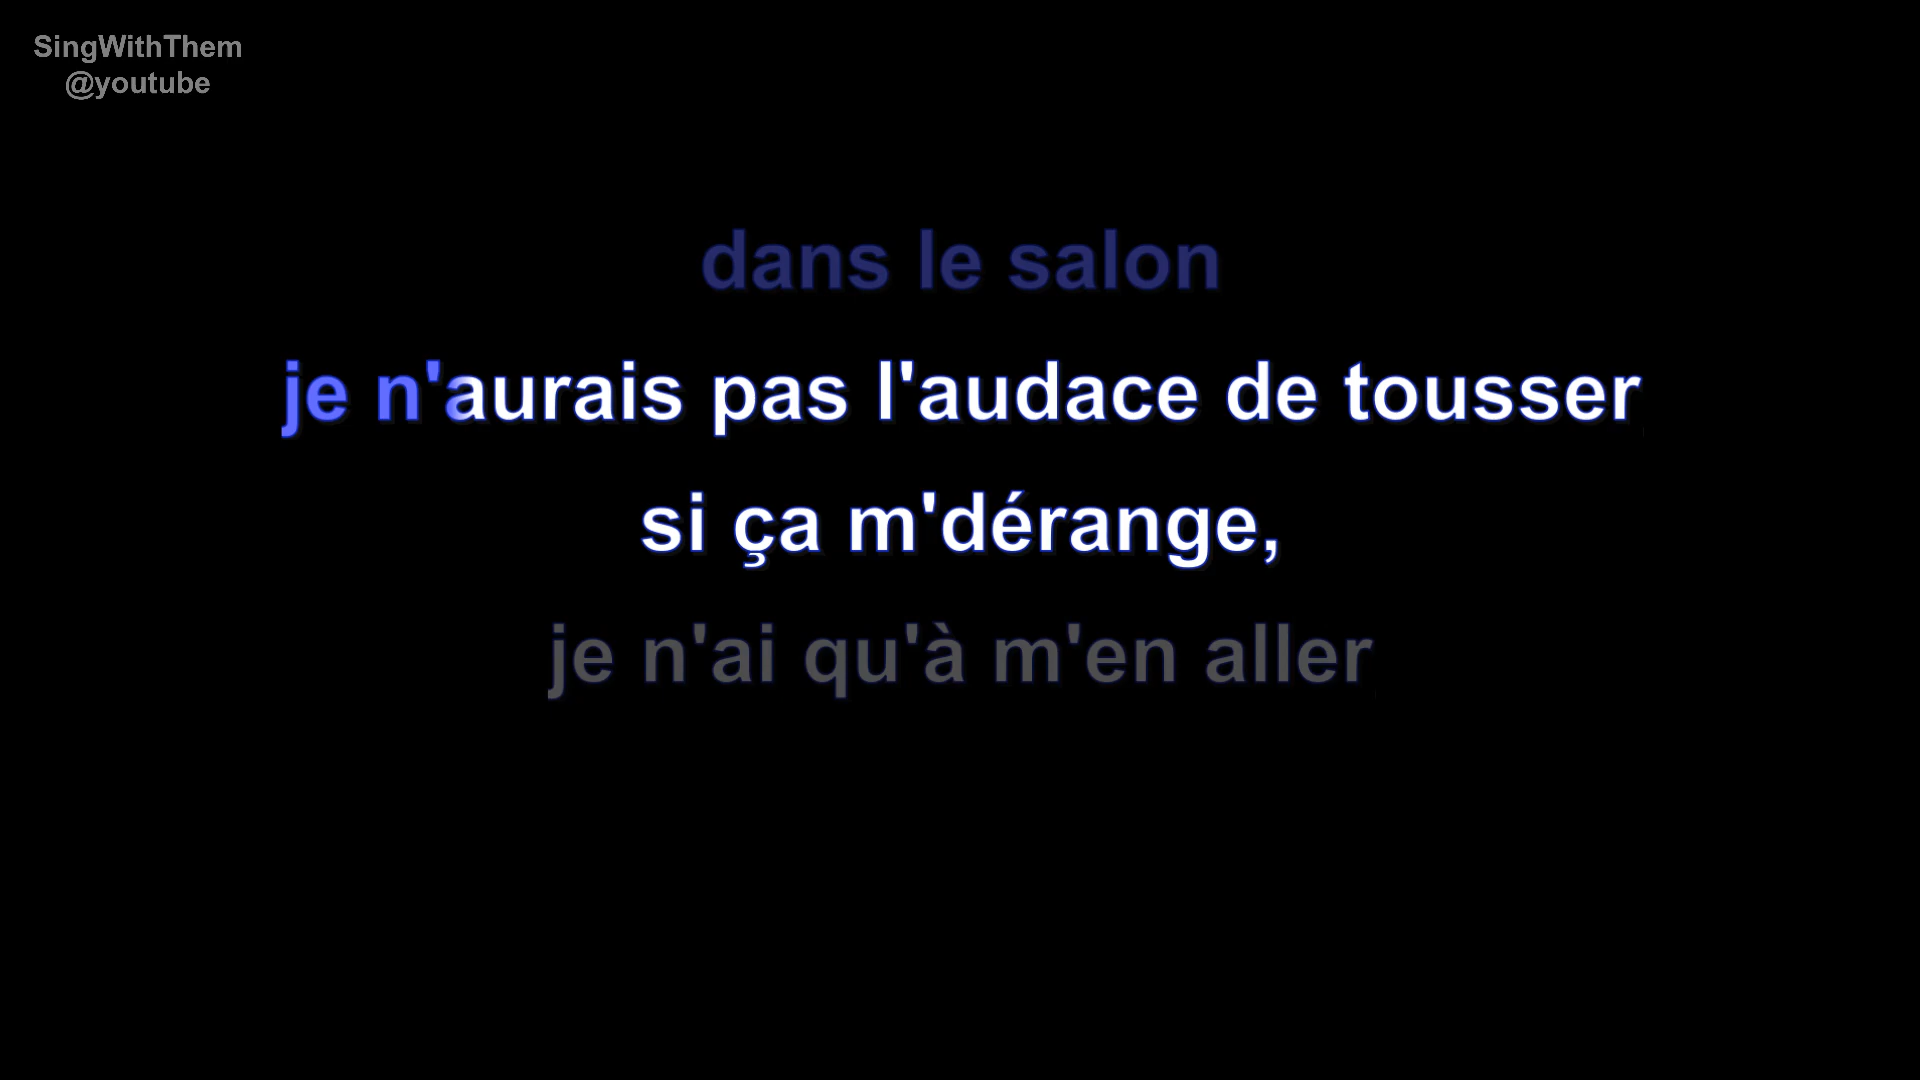 SingWithThem
@youtube
dans le salon
je n'aurais pas l'audace de tousser
si ça m'dérange,
je n'ai qu'à m'en aller